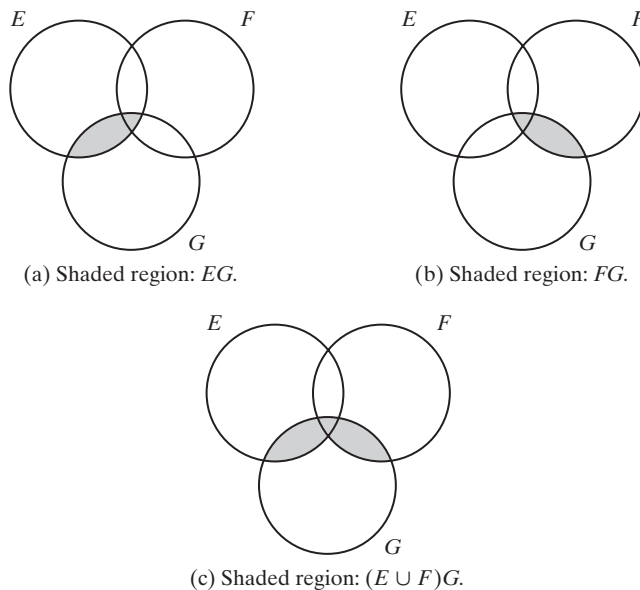 E F E F
G G
(a) Shaded region: EG. (b) Shaded region: FG.
E F
G
(c) Shaded region: (E ∪ F)G.